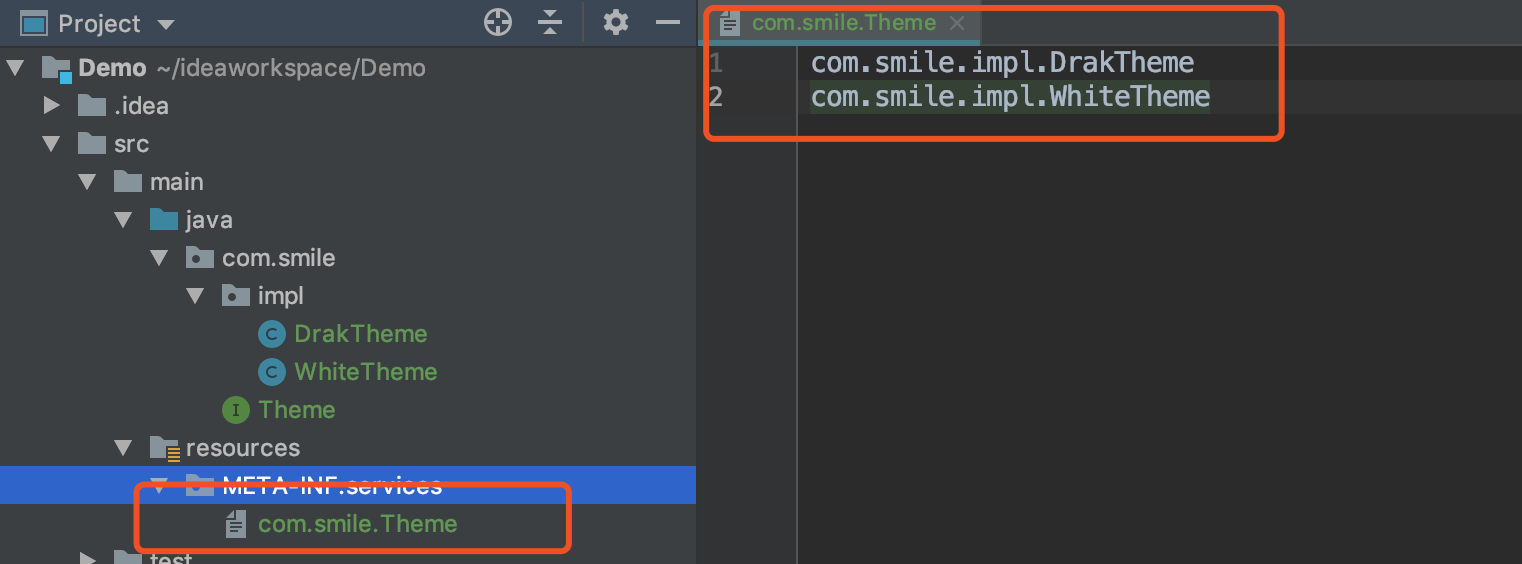 Project
Demo ~/ideaworkspace/Demo
.idea
src
main
java
com.smile
impl
C DrakTheme
C WhiteTheme
I Theme
resources
META-INF.services
com.smile.Theme
test
com.smile.Theme
1 com.smile.impl.DrakTheme
2 com.smile.impl.WhiteTheme